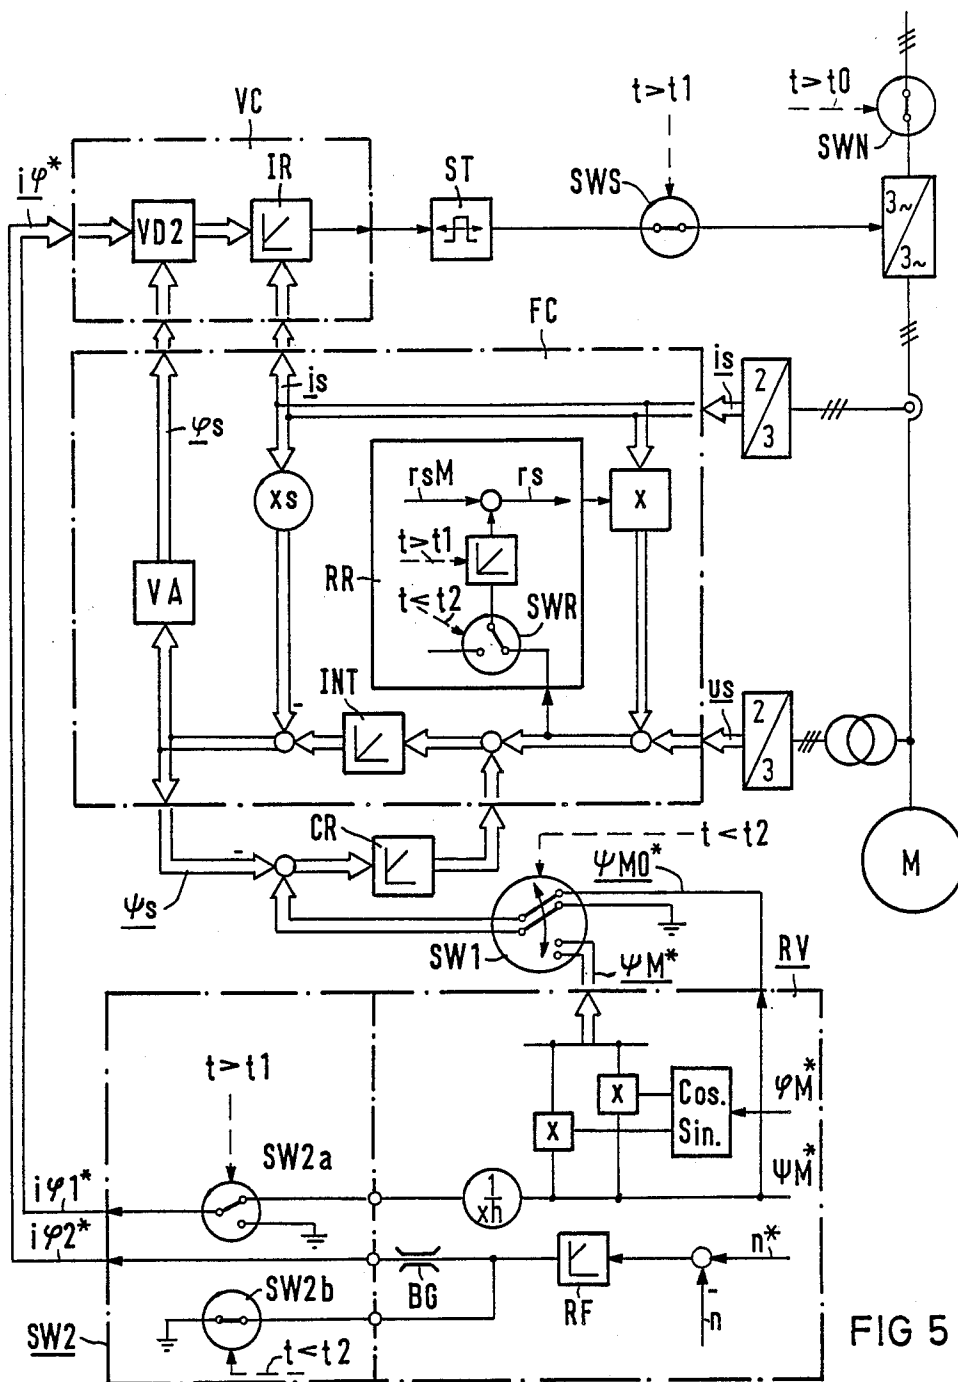 t>t0
VC
t>t1
SWN
iφ*
IR
ST
SWS
VD2
3~
3~
FC
is
is
2
3
φs
rsM
rs
xs
x
t>t1
VA
RR
t<t2
SWR
INT
-
us
2
3
CR
t<t2
-
ΨM0*
M
Ψs
SW1
RV
ΨM*
t>t1
φM*
x
Cos.
Sin.
x
SW2a
ΨM*
iφ1*
1
xh
iφ2*
n*
SW2b
BG
RF
-
n
SW2
t<t2
FIG 5